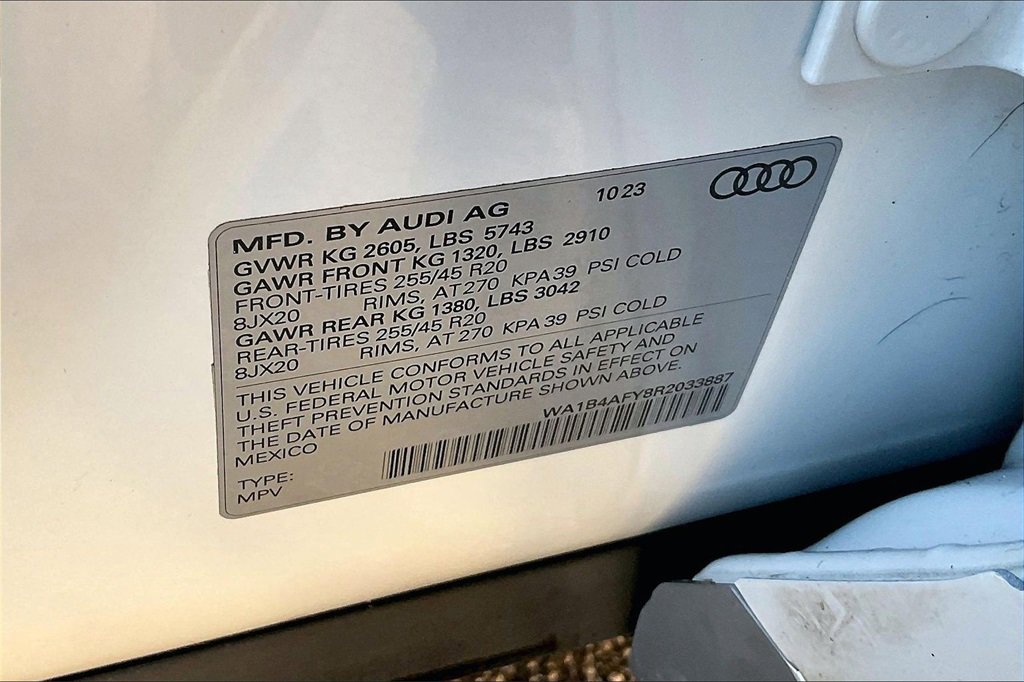 10 23
MFD. BY AUDI AG
GVWR KG 2605, LBS 5743
GAWR FRONT KG 1320, LBS 2910
FRONT-TIRES 255/45 R20
8JX20 RIMS, AT 270 KPA 39 PSI COLD
GAWR REAR KG 1380, LBS 3042
REAR-TIRES 255/45 R20
8JX20 RIMS, AT 270 KPA 39 PSI COLD
THIS VEHICLE CONFORMS TO ALL APPLICABLE
U.S. FEDERAL MOTOR VEHICLE SAFETY AND
THEFT PREVENTION STANDARDS IN EFFECT ON
THE DATE OF MANUFACTURE SHOWN ABOVE.
MEXICO
WA1B4AFY8R2033887
TYPE:
MPV